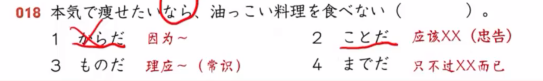 018 本気で痩せたいなら、油っこい料理を食べない（　　　）。
1 からだ 因为～ 2 ことだ 应该XX（忠告）
3 ものだ 理应～（常识） 4 までだ 只不过XX而已